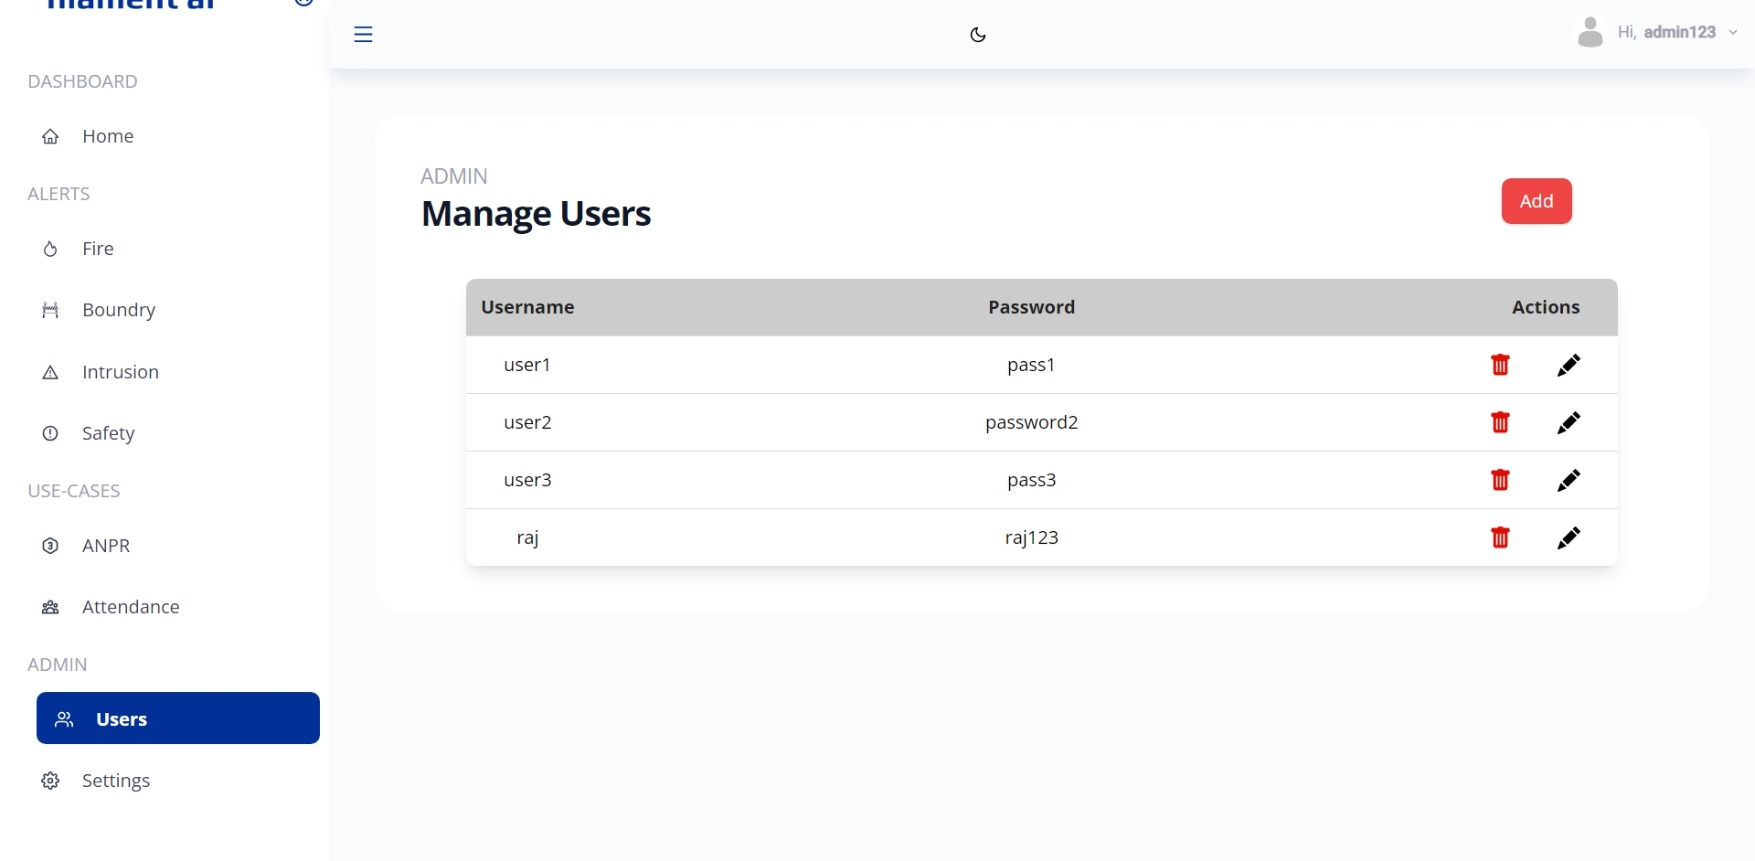 DASHBOARD
Home
ALERTS
Fire
Boundry
Intrusion
Safety
USE-CASES
ANPR
Attendance
ADMIN
Users
Settings
Hi, admin123
ADMIN
Manage Users
Add
Username Password Actions
user1 pass1
user2 password2
user3 pass3
raj raj123